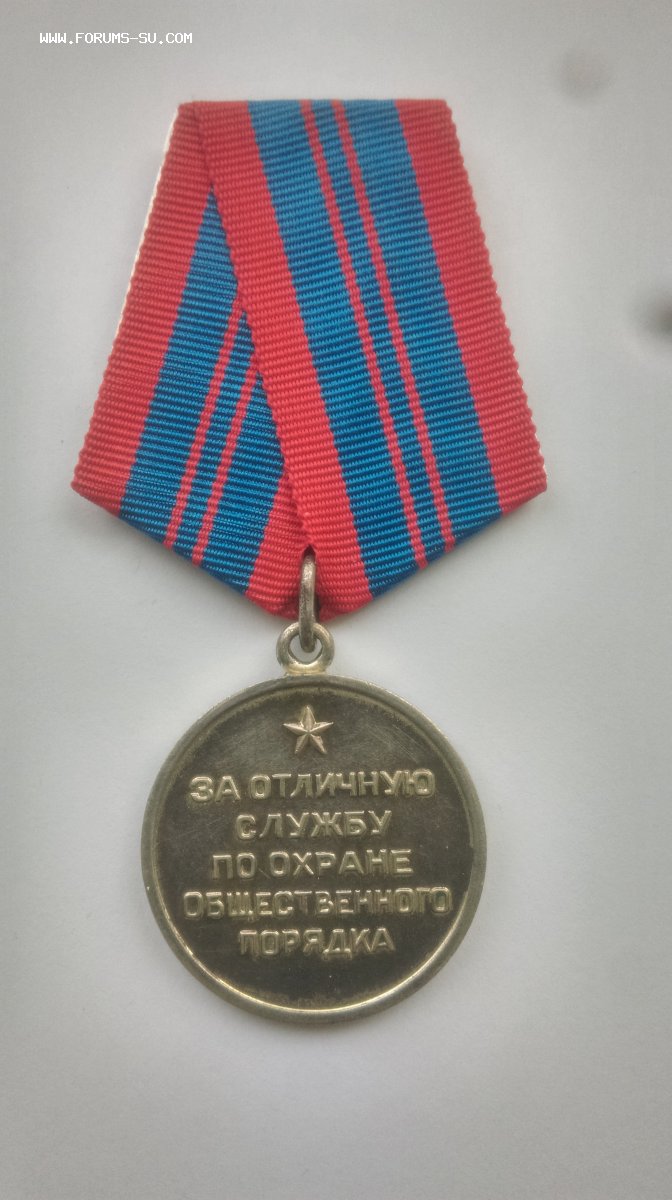 WWW.FORUMS-SU.COM
ЗА ОТЛИЧНУЮ
СЛУЖБУ
ПО ОХРАНЕ
ОБЩЕСТВЕННОГО
ПОРЯДКА